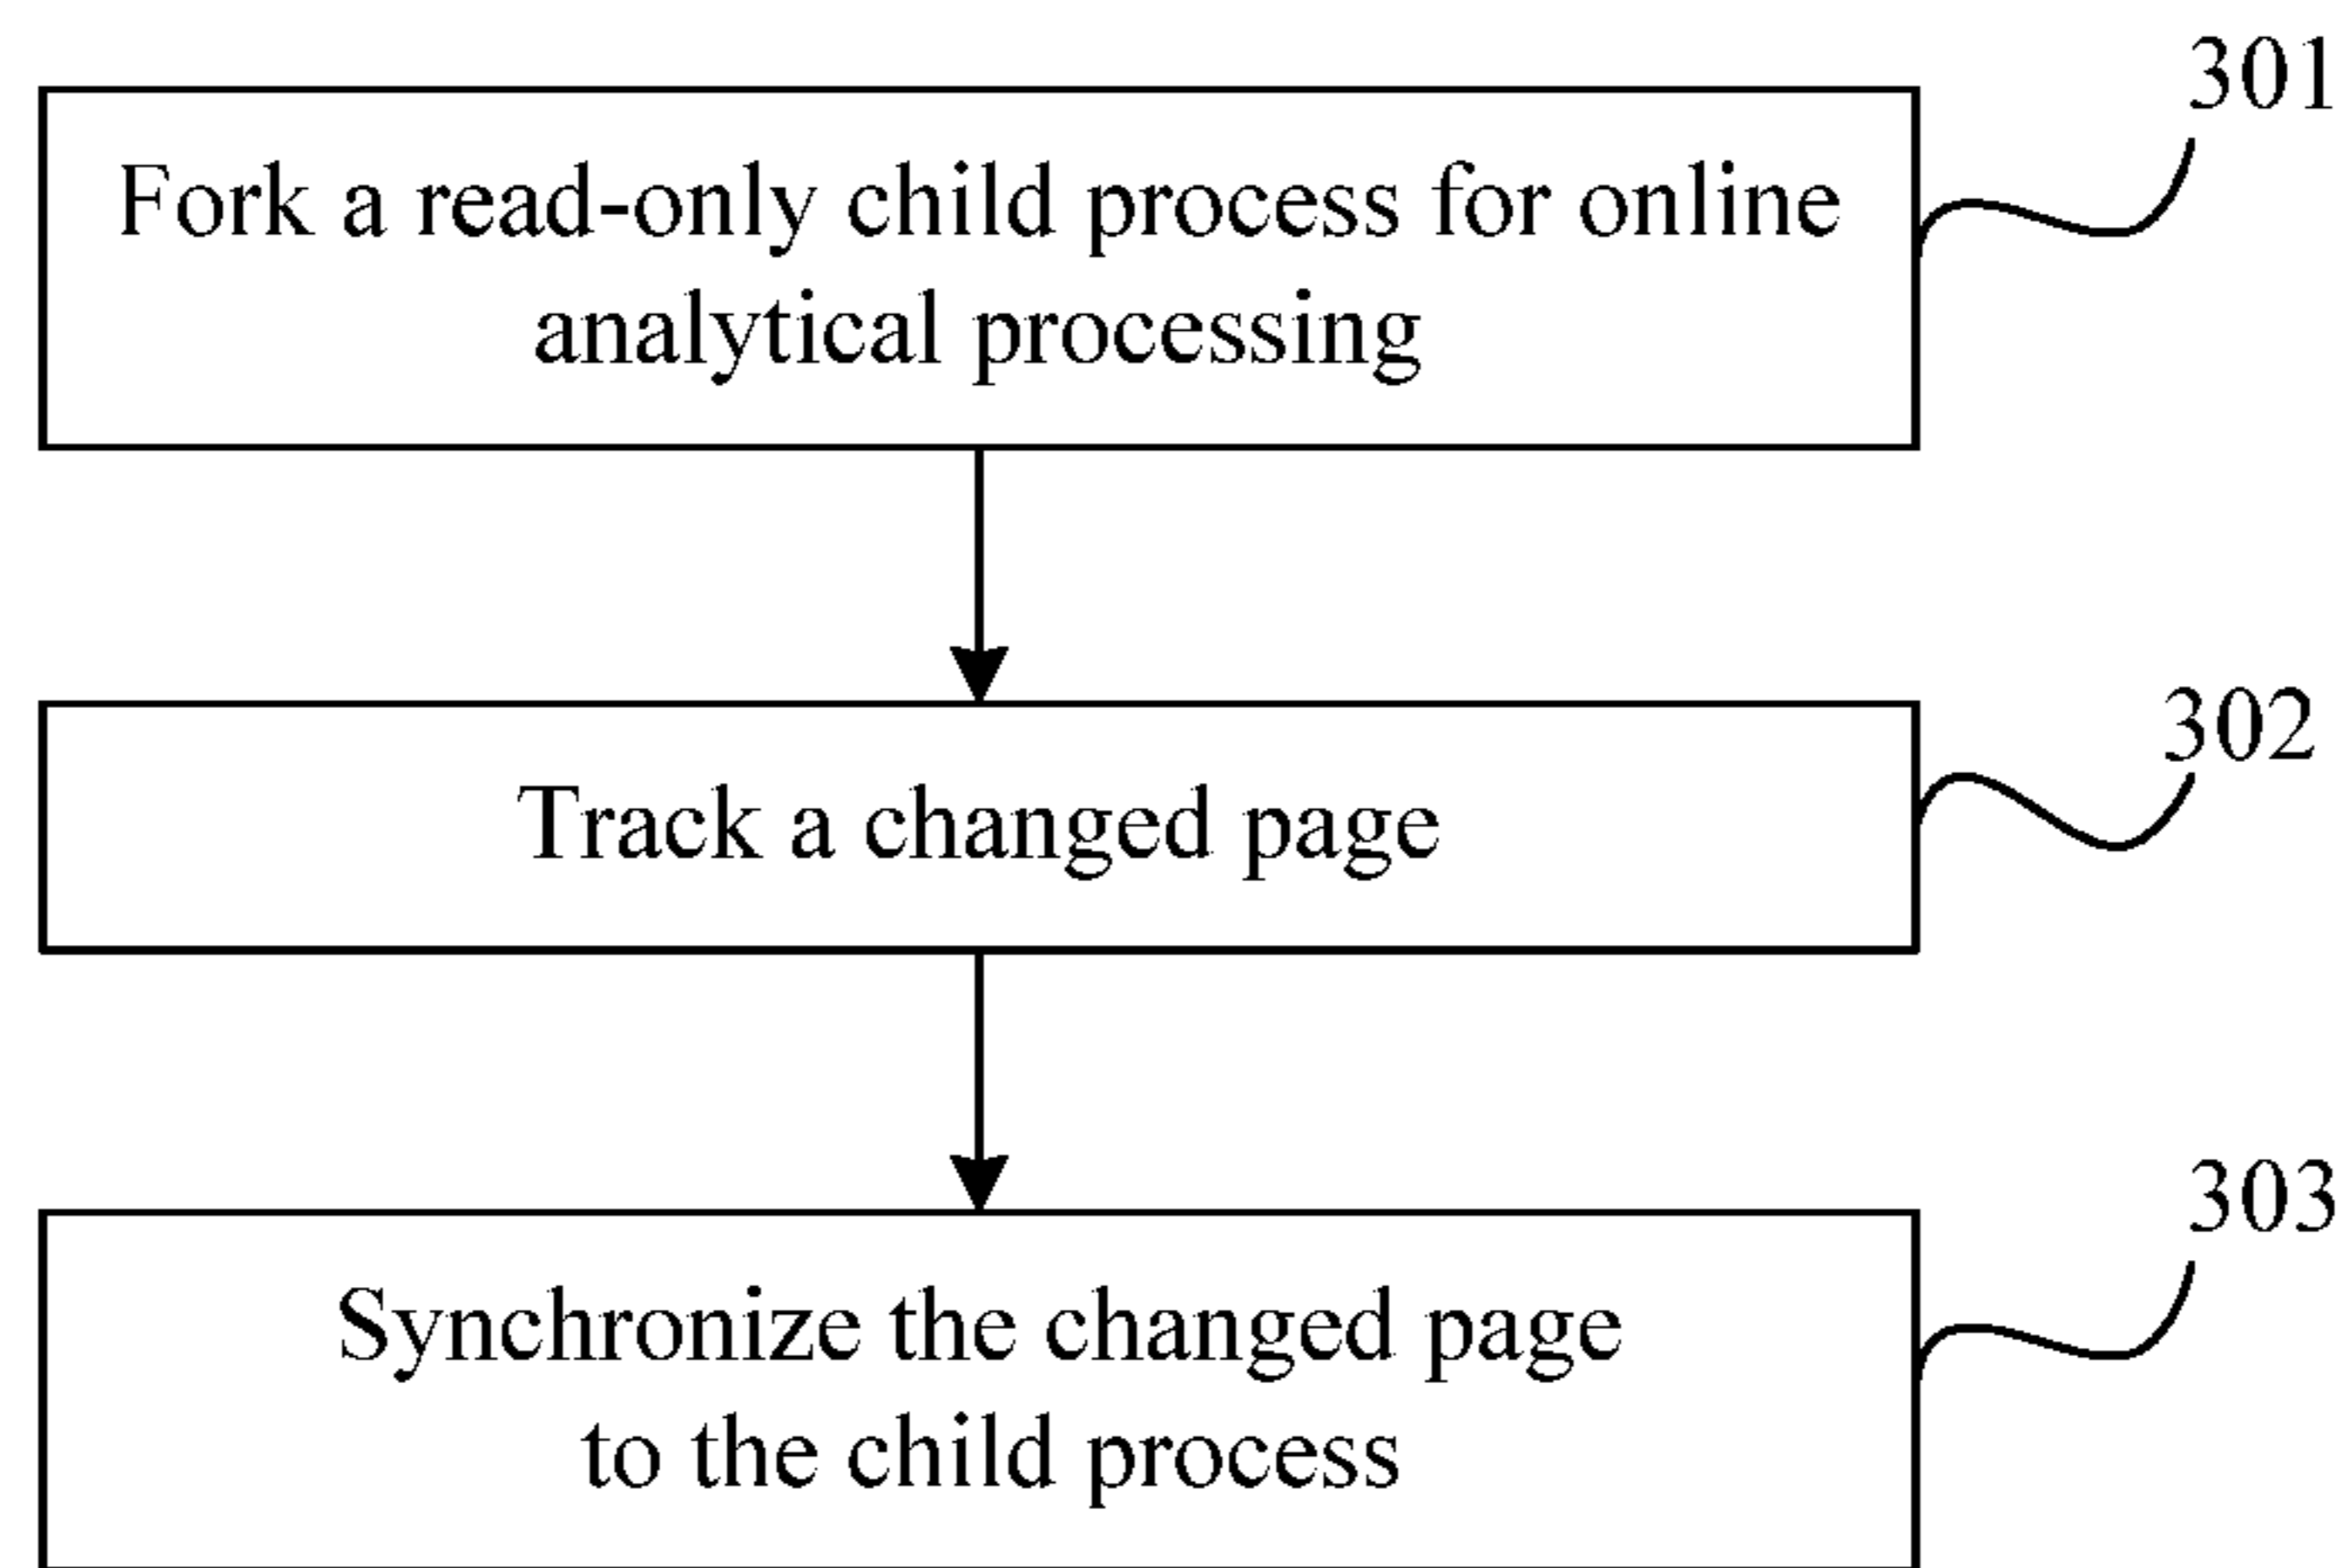 301
Fork a read-only child process for online
analytical processing
302
Track a changed page
303
Synchronize the changed page
to the child process